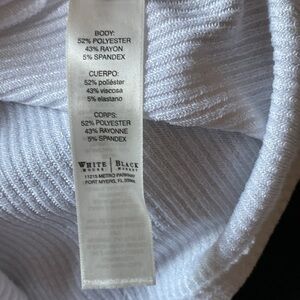 BODY:
52% POLYESTER
43% RAYON
5% SPANDEX
CUERPO:
52% poliéster
43% viscosa
5% elastano
CORPS:
52% POLYESTER
43% RAYONNE
5% SPANDEX
WHITE | BLACK
HOUSE | MARKET
11215 METRO PARKWAY
FORT MYERS, FL